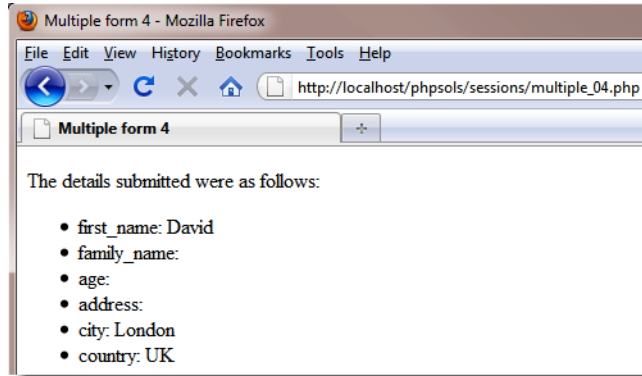 Multiple form 4 - Mozilla Firefox
File Edit View History Bookmarks Tools Help
http://localhost/phpsols/sessions/multiple_04.php
Multiple form 4
The details submitted were as follows:
• first_name: David
• family_name:
• age:
• address:
• city: London
• country: UK